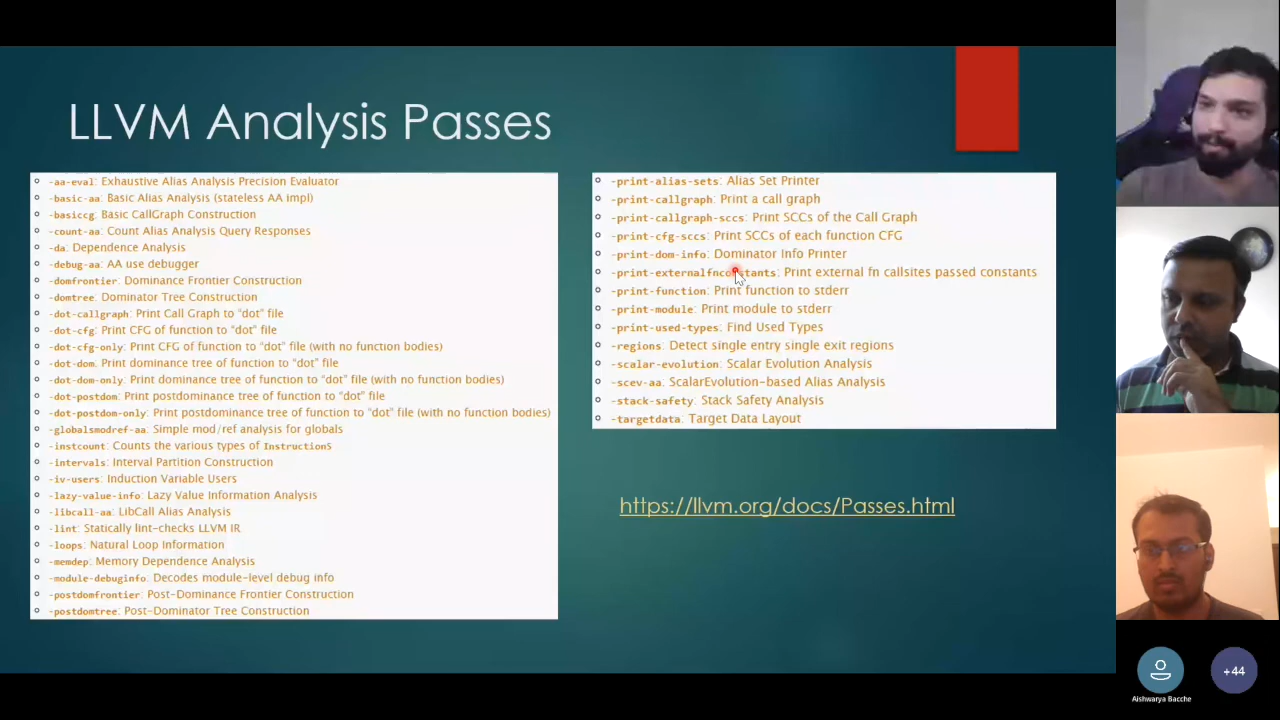 LLVM Analysis Passes
-aa-eval: Exhaustive Alias Analysis Precision Evaluator
-basic-aa: Basic Alias Analysis (stateless AA impl)
-basiccg: Basic CallGraph Construction
-count-aa: Count Alias Analysis Query Responses
-da: Dependence Analysis
-debug-aa: AA use debugger
-domfrontier: Dominance Frontier Construction
-domtree: Dominator Tree Construction
-dot-callgraph: Print Call Graph to “dot” file
-dot-cfg: Print CFG of function to “dot” file
-dot-cfg-only: Print CFG of function to “dot” file (with no function bodies)
-dot-dom: Print dominance tree of function to “dot” file
-dot-dom-only: Print dominance tree of function to “dot” file (with no function bodies)
-dot-postdom: Print postdominance tree of function to “dot” file
-dot-postdom-only: Print postdominance tree of function to “dot” file (with no function bodies)
-globalsmodref-aa: Simple mod/ref analysis for globals
-instcount: Counts the various types of Instructions
-intervals: Interval Partition Construction
-iv-users: Induction Variable Users
-lazy-value-info: Lazy Value Information Analysis
-libcall-aa: LibCall Alias Analysis
-lint: Statically lint-checks LLVM IR
-loops: Natural Loop Information
-memdep: Memory Dependence Analysis
-module-debuginfo: Decodes module-level debug info
-postdomfrontier: Post-Dominance Frontier Construction
-postdomtree: Post-Dominator Tree Construction
-print-alias-sets: Alias Set Printer
-print-callgraph: Print a call graph
-print-callgraph-sccs: Print SCCs of the Call Graph
-print-cfg-sccs: Print SCCs of each function CFG
-print-dom-info: Dominator Info Printer
-print-externalfnconstants: Print external fn callsites passed constants
-print-function: Print function to stderr
-print-module: Print module to stderr
-print-used-types: Find Used Types
-regions: Detect single entry single exit regions
-scalar-evolution: Scalar Evolution Analysis
-scev-aa: ScalarEvolution-based Alias Analysis
-stack-safety: Stack Safety Analysis
-targetdata: Target Data Layout
https://llvm.org/docs/Passes.html
+44
Aishwarya Bacche